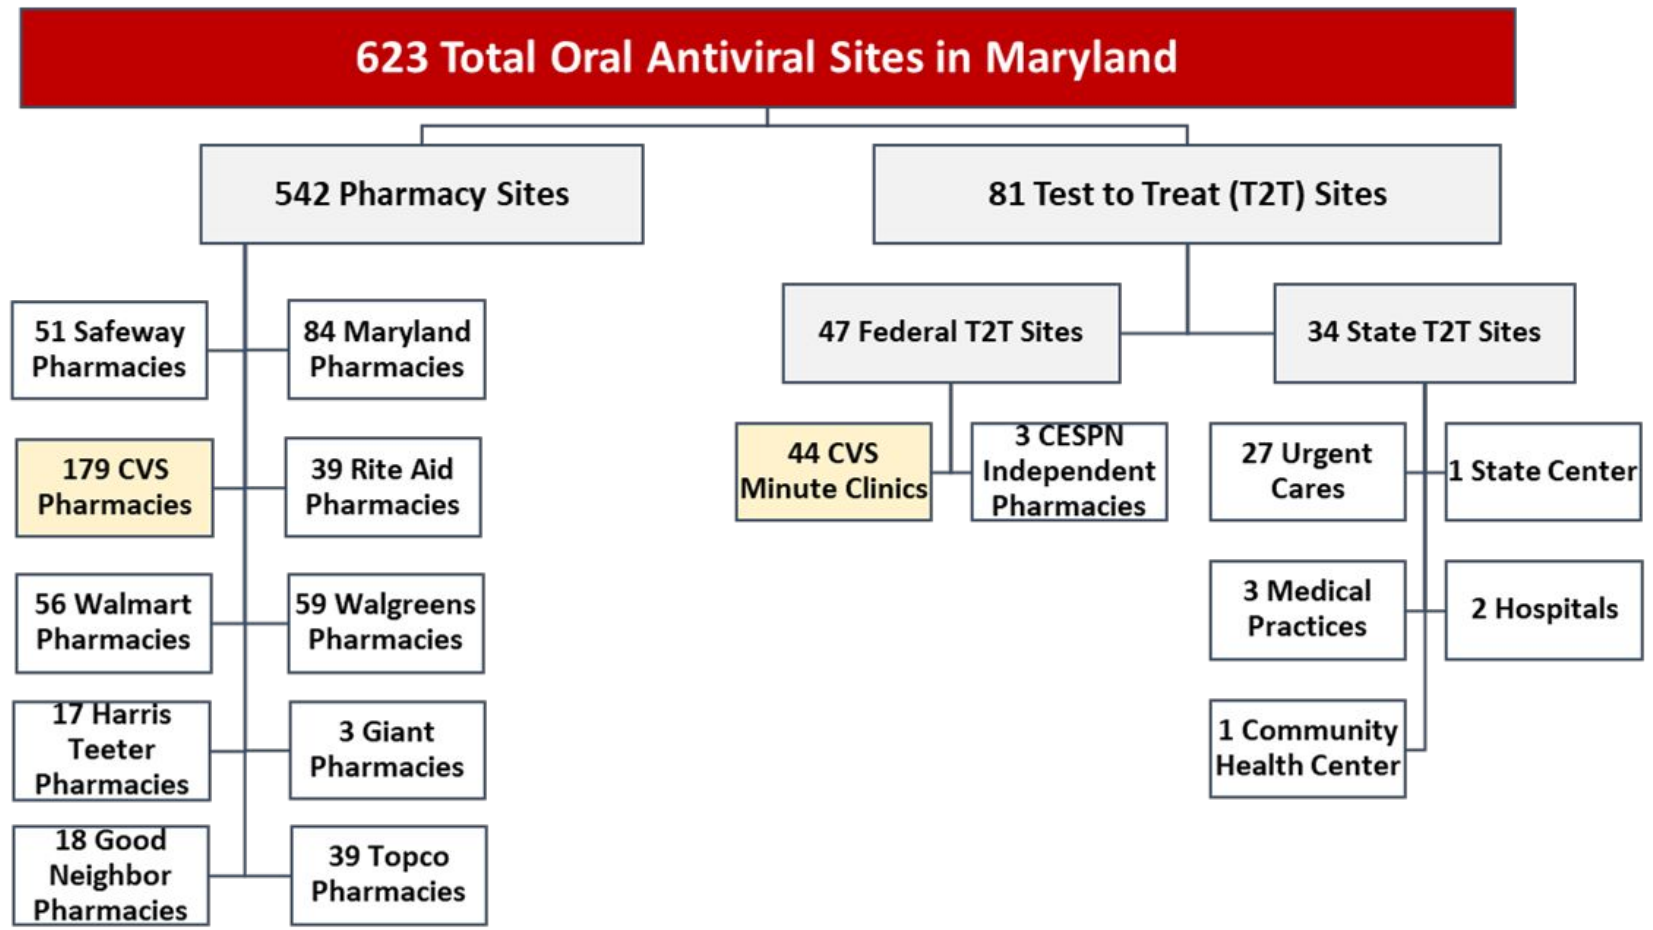 623 Total Oral Antiviral Sites in Maryland
542 Pharmacy Sites
81 Test to Treat (T2T) Sites
51 Safeway
Pharmacies
84 Maryland
Pharmacies
179 CVS
Pharmacies
39 Rite Aid
Pharmacies
56 Walmart
Pharmacies
59 Walgreens
Pharmacies
17 Harris
Teeter
Pharmacies
3 Giant
Pharmacies
18 Good
Neighbor
Pharmacies
39 Topco
Pharmacies
47 Federal T2T Sites
34 State T2T Sites
44 CVS
Minute Clinics
3 CESPN
Independent
Pharmacies
27 Urgent
Cares
1 State Center
3 Medical
Practices
2 Hospitals
1 Community
Health Center